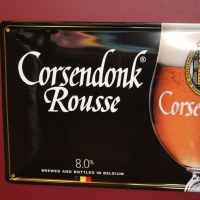 Corsendonk®
Rousse
Corse
8.0%
BREWED AND BOTTLED IN BELGIUM